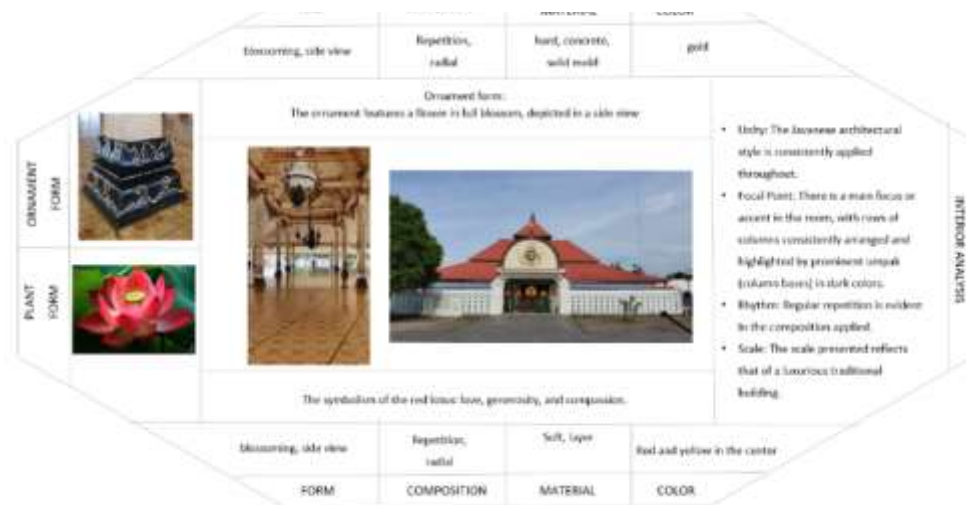 COLOR
blossoming, side view
Repetition,
radial
hard, concrete,
solid mold
gold
Ornament form:
The ornament features a flower in full blossom, depicted in a side view
ORNAMENT
FORM
PLANT
FORM
• Unity: The Javanese architectural
style is consistently applied
throughout.
• Focal Point: There is a main focus or
accent in the room, with rows of
columns consistently arranged and
highlighted by prominent umpak
(column bases) in dark colors.
• Rhythm: Regular repetition is evident
in the composition applied.
• Scale: The scale presented reflects
that of a luxurious traditional
building.
INTERIOR ANALYSIS
The symbolism of the red lotus: love, generosity, and compassion.
blossoming, side view
Repetition,
radial
Soft, layer
Red and yellow in the center
FORM
COMPOSITION
MATERIAL
COLOR